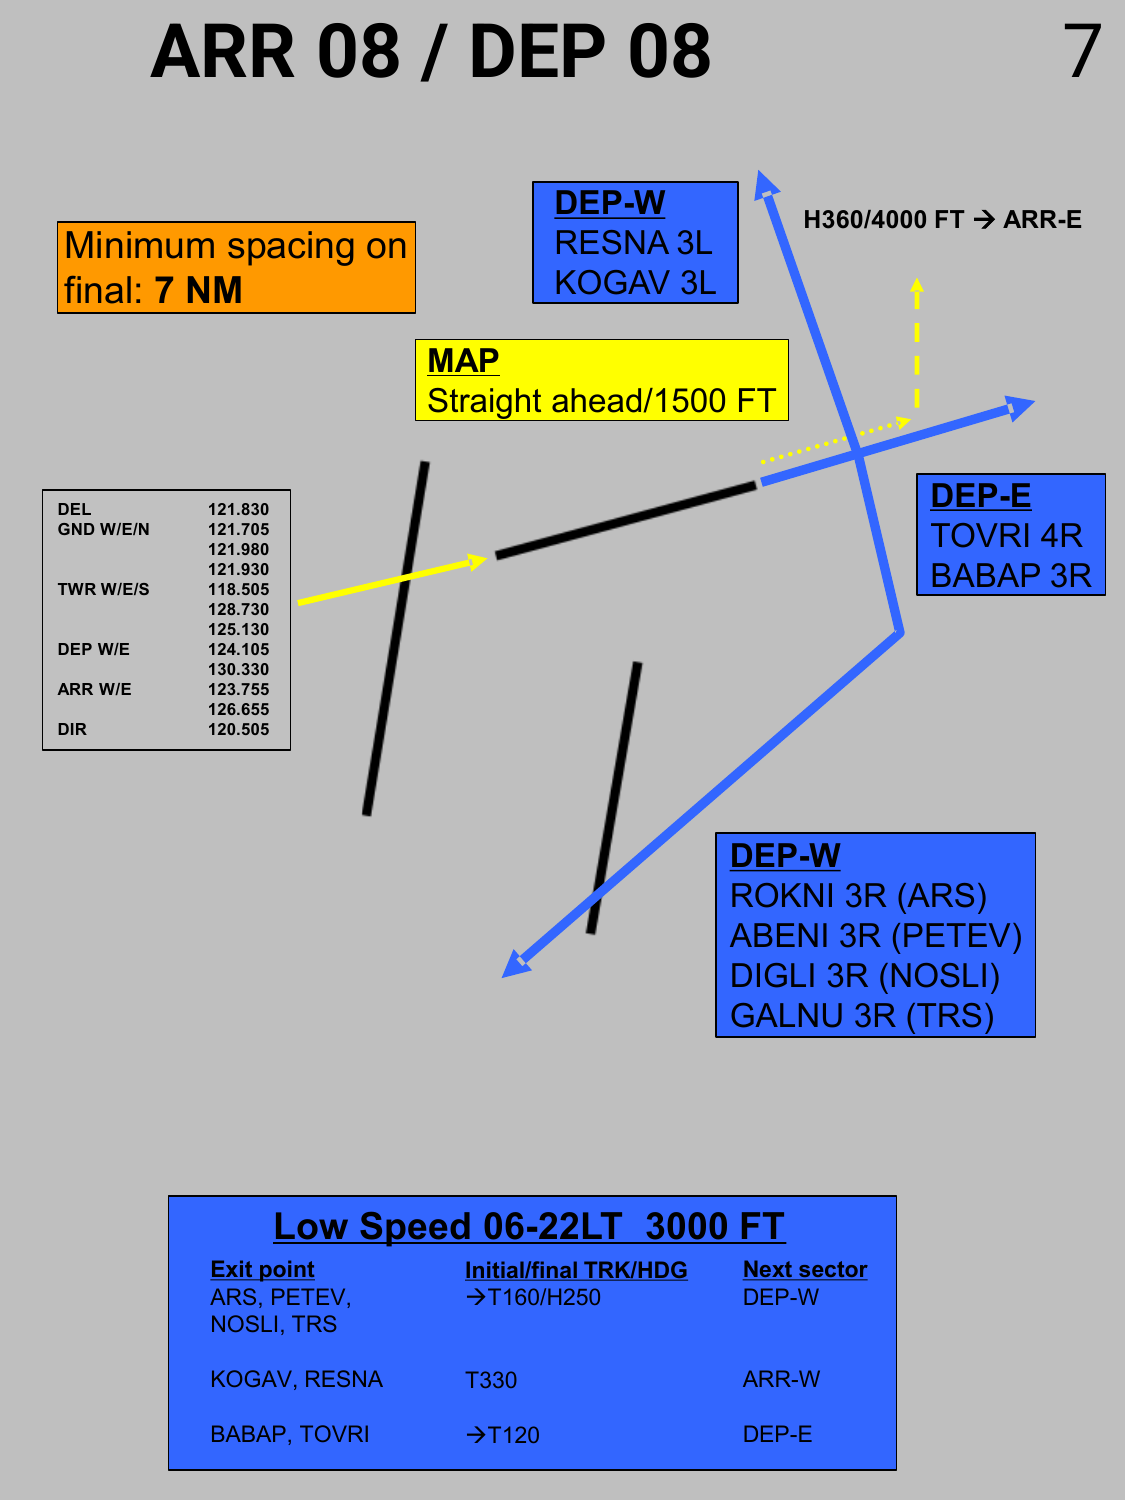 ARR 08 / DEP 08
7
DEP-W
RESNA 3L
KOGAV 3L
H360/4000 FT → ARR-E
Minimum spacing on
final: 7 NM
MAP
Straight ahead/1500 FT
DEP-E
TOVRI 4R
BABAP 3R
DEL 121.830
GND W/E/N 121.705
121.980
121.930
TWR W/E/S 118.505
128.730
125.130
DEP W/E 124.105
130.330
ARR W/E 123.755
126.655
DIR 120.505
DEP-W
ROKNI 3R (ARS)
ABENI 3R (PETEV)
DIGLI 3R (NOSLI)
GALNU 3R (TRS)
Low Speed 06-22LT 3000 FT
Exit point Initial/final TRK/HDG Next sector
ARS, PETEV, →T160/H250 DEP-W
NOSLI, TRS
KOGAV, RESNA T330 ARR-W
BABAP, TOVRI →T120 DEP-E